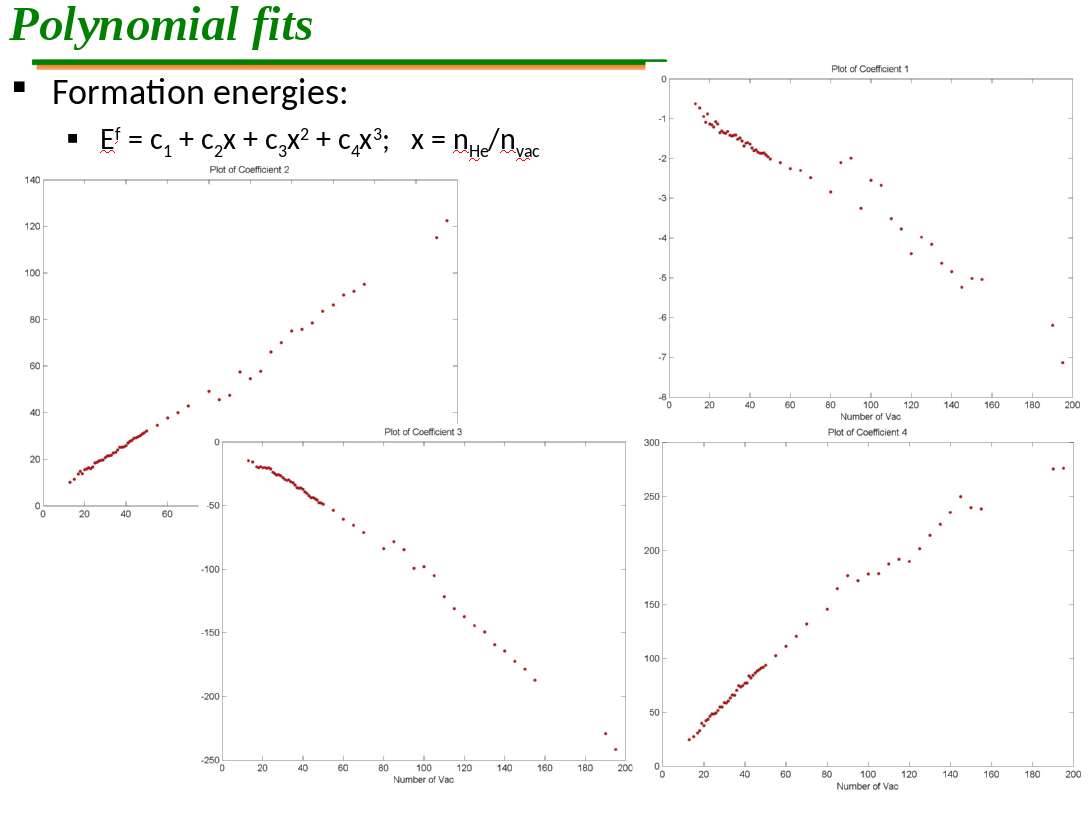 Polynomial fits
▪ Formation energies:
▪ Eᶠ = c₁ + c₂x + c₃x² + c₄x³; x = n_He/n_vac
Plot of Coefficient 1
0
-1
-2
-3
-4
-5
-6
-7
-8
0 20 40 60 80 100 120 140 160 180 200
Number of Vac
Plot of Coefficient 2
140
120
100
80
60
40
20
0
0 20 40 60
Plot of Coefficient 3
0
-50
-100
-150
-200
-250
0 20 40 60 80 100 120 140 160 180 200
Number of Vac
Plot of Coefficient 4
300
250
200
150
100
50
0
0 20 40 60 80 100 120 140 160 180 200
Number of Vac